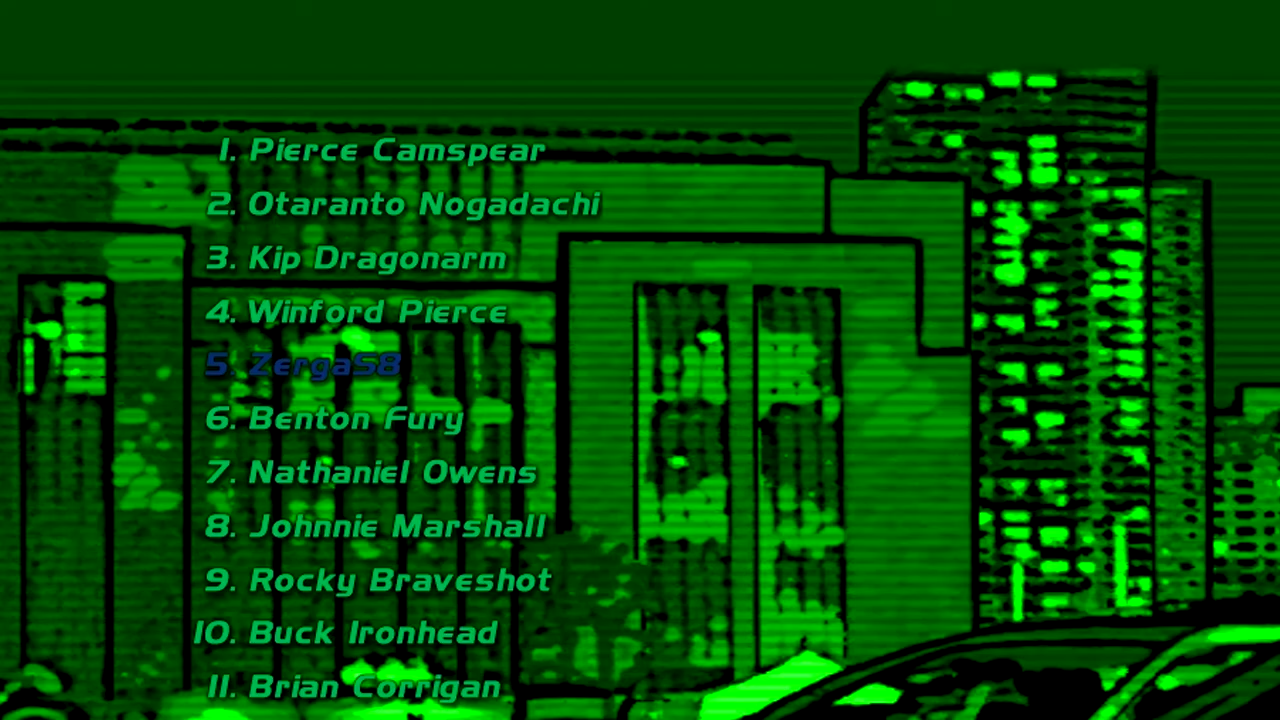 1. Pierce Camspear
2. Otaranto Nogadachi
3. Kip Dragonarm
4. Winford Pierce
5. ZergaS8
6. Benton Fury
7. Nathaniel Owens
8. Johnnie Marshall
9. Rocky Braveshot
10. Buck Ironhead
11. Brian Corrigan